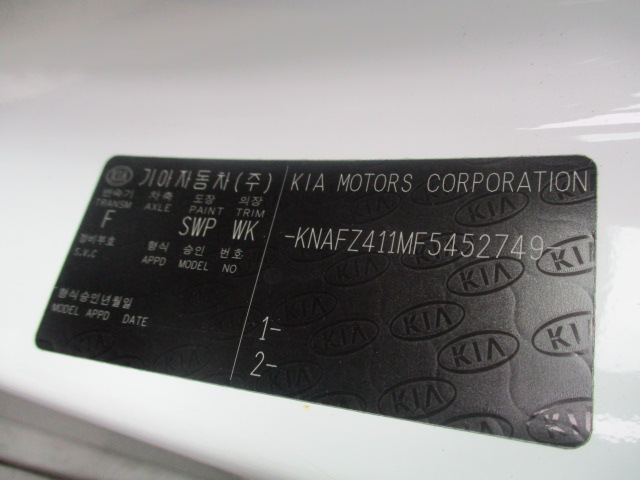 KIA 기아자동차(주)
변속기 차축 도장 의장
TRANSM AXLE PAINT TRIM
F SWP WK
정비부호 형식 승인 번호
S.V.C APPD MODEL NO
형식승인년월일
MODEL APPD DATE
KIA MOTORS CORPORATION
-KNAFZ411MF5452749-
1-
2-